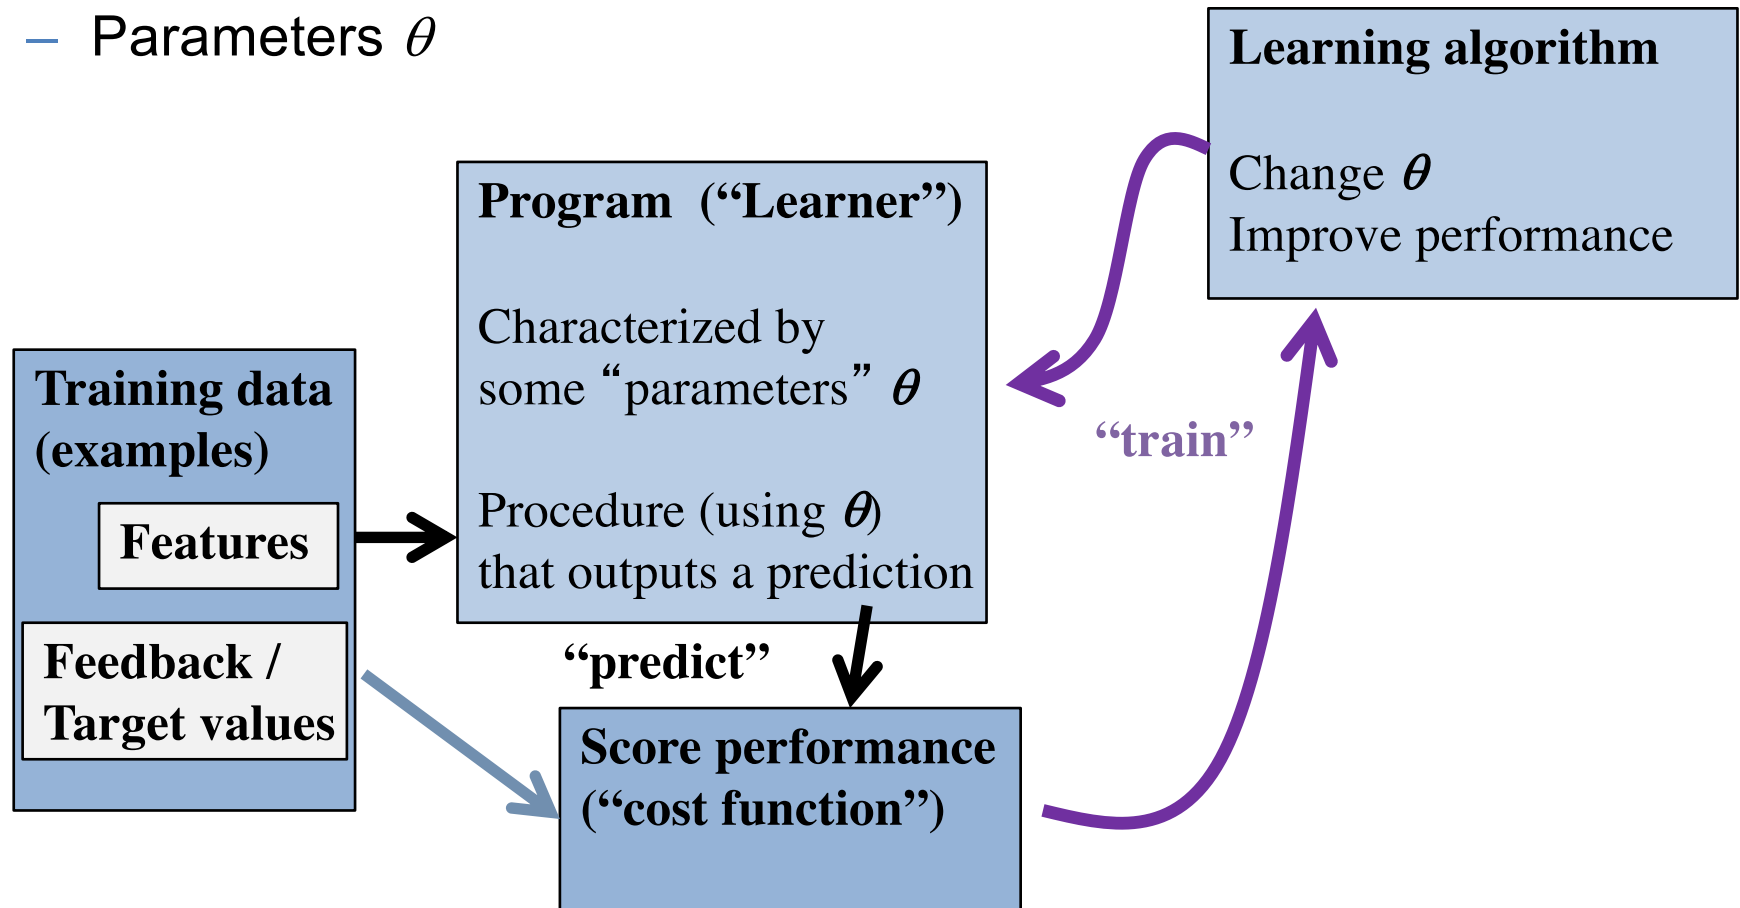 – Parameters θ
Learning algorithm
Change θ
Improve performance
Program (“Learner”)
Characterized by
some “parameters” θ
Procedure (using θ)
that outputs a prediction
Training data
(examples)
Features
Feedback /
Target values
“train”
“predict”
Score performance
(“cost function”)